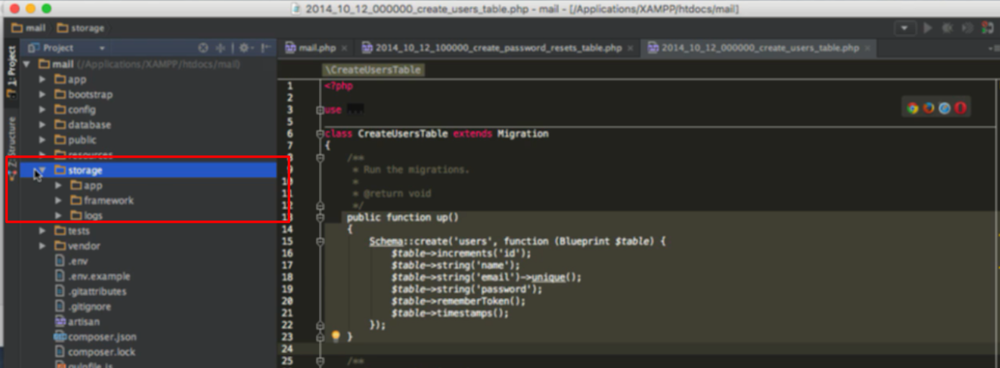 2014_10_12_000000_create_users_table.php - mail - [/Applications/XAMPP/htdocs/mail]
mail storage
1: Project
Z: Structure
Project
mail (/Applications/XAMPP/htdocs/mail)
app
bootstrap
config
database
public
resources
storage
app
framework
logs
tests
vendor
.env
.env.example
.gitattributes
.gitignore
artisan
composer.json
composer.lock
gulpfile.js
mail.php 2014_10_12_100000_create_password_resets_table.php 2014_10_12_000000_create_users_table.php
\CreateUsersTable
1 <?php
2
3 use ...
5
6 class CreateUsersTable extends Migration
7 {
8 /**
9 * Run the migrations.
10 *
11 * @return void
12 */
13 public function up()
14 {
15 Schema::create('users', function (Blueprint $table) {
16 $table->increments('id');
17 $table->string('name');
18 $table->string('email')->unique();
19 $table->string('password');
20 $table->rememberToken();
21 $table->timestamps();
22 });
23 }
24
25 /**